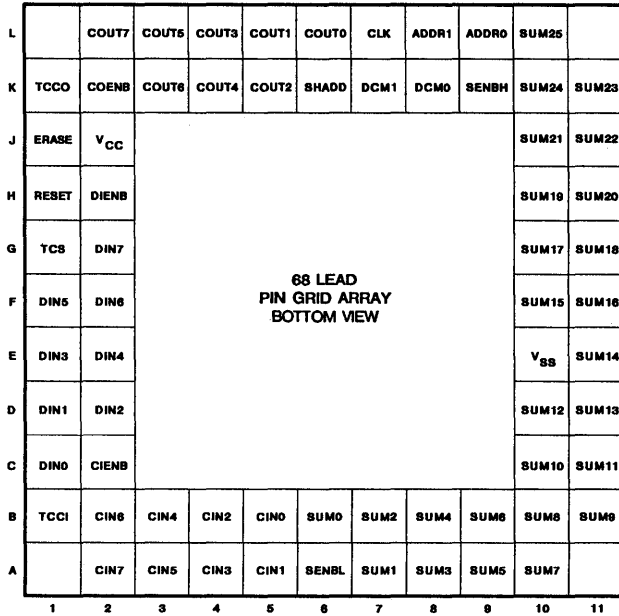 L COUT7 COUT5 COUT3 COUT1 COUT0 CLK ADDR1 ADDR0 SUM25
K TCCO COENB COUT6 COUT4 COUT2 SHADD DCM1 DCM0 SENBH SUM24 SUM23
J ERASE VCC SUM21 SUM22
H RESET DIENB SUM19 SUM20
G TCS DIN7 SUM17 SUM18
68 LEAD
PIN GRID ARRAY
BOTTOM VIEW
F DIN5 DIN6 SUM15 SUM16
E DIN3 DIN4 VSS SUM14
D DIN1 DIN2 SUM12 SUM13
C DIN0 CIENB SUM10 SUM11
B TCCI CIN6 CIN4 CIN2 CIN0 SUM0 SUM2 SUM4 SUM6 SUM8 SUM9
A CIN7 CIN5 CIN3 CIN1 SENBL SUM1 SUM3 SUM5 SUM7
1 2 3 4 5 6 7 8 9 10 11